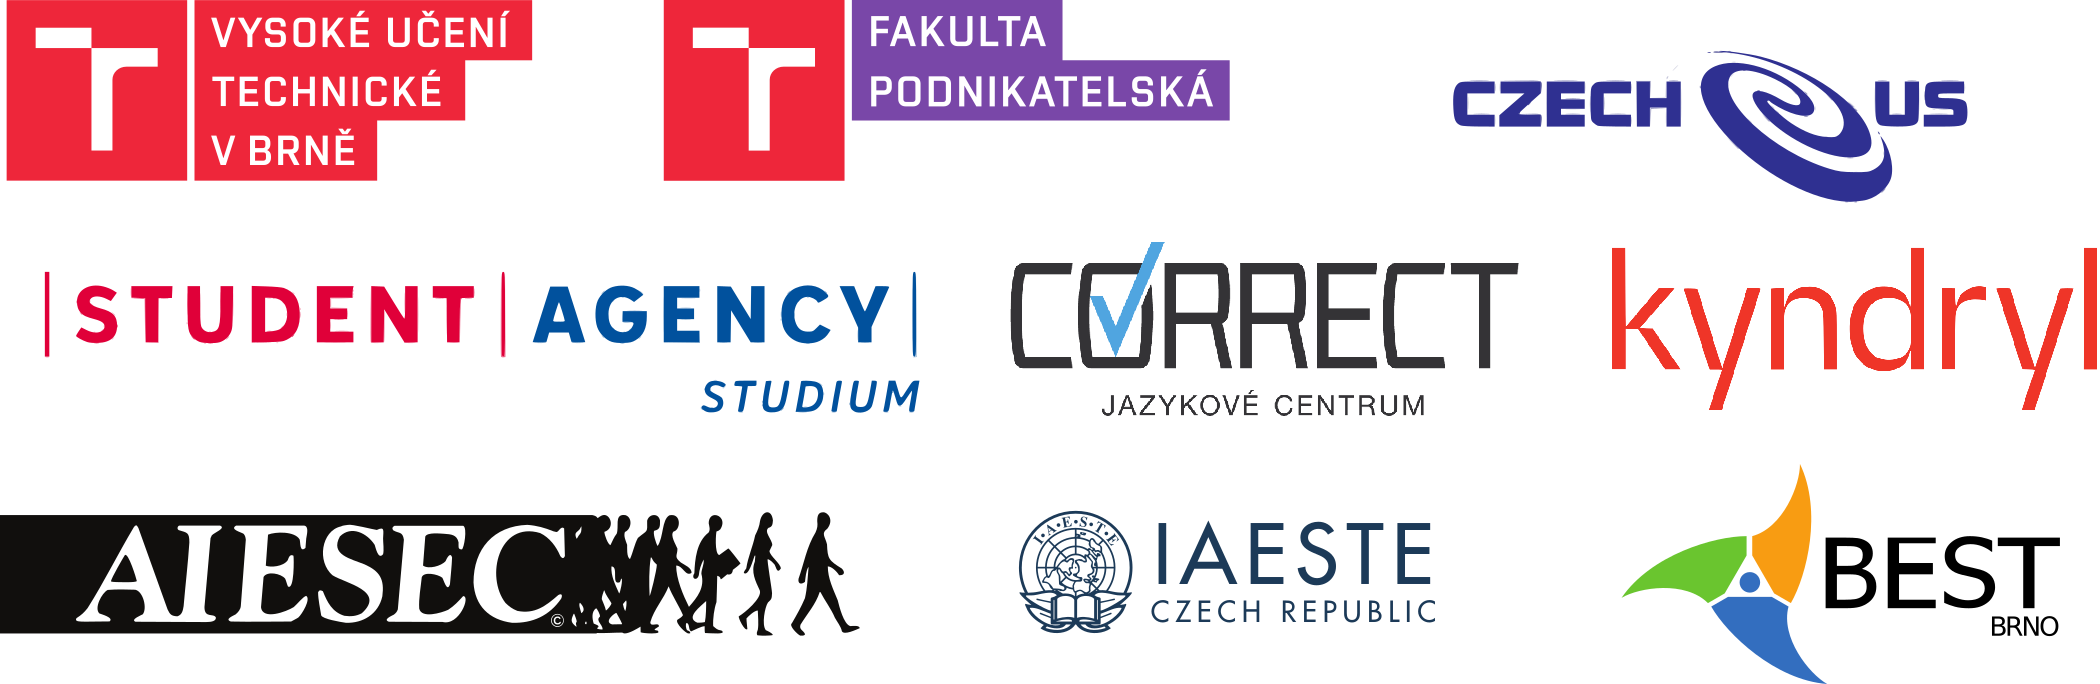 VYSOKÉ UČENÍ
TECHNICKÉ
V BRNĚ
FAKULTA
PODNIKATELSKÁ
CZECH US
STUDENT AGENCY
STUDIUM
CORRECT
JAZYKOVÉ CENTRUM
kyndryl
AIESEC
©
I·A·E·S·T·E
IAESTE
CZECH REPUBLIC
BEST
BRNO